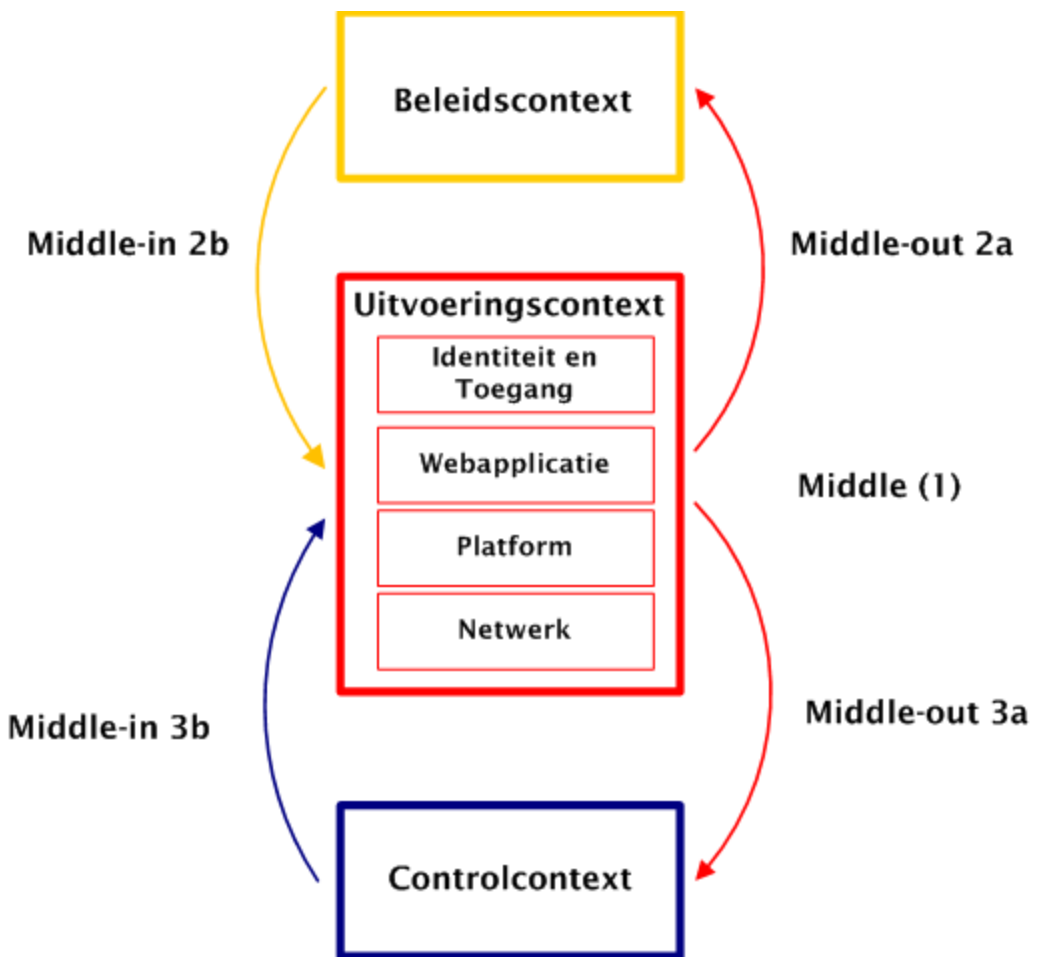 Beleidscontext
Middle-in 2b
Middle-out 2a
Uitvoeringscontext
Identiteit en
Toegang
Webapplicatie
Middle (1)
Platform
Netwerk
Middle-in 3b
Middle-out 3a
Controlcontext